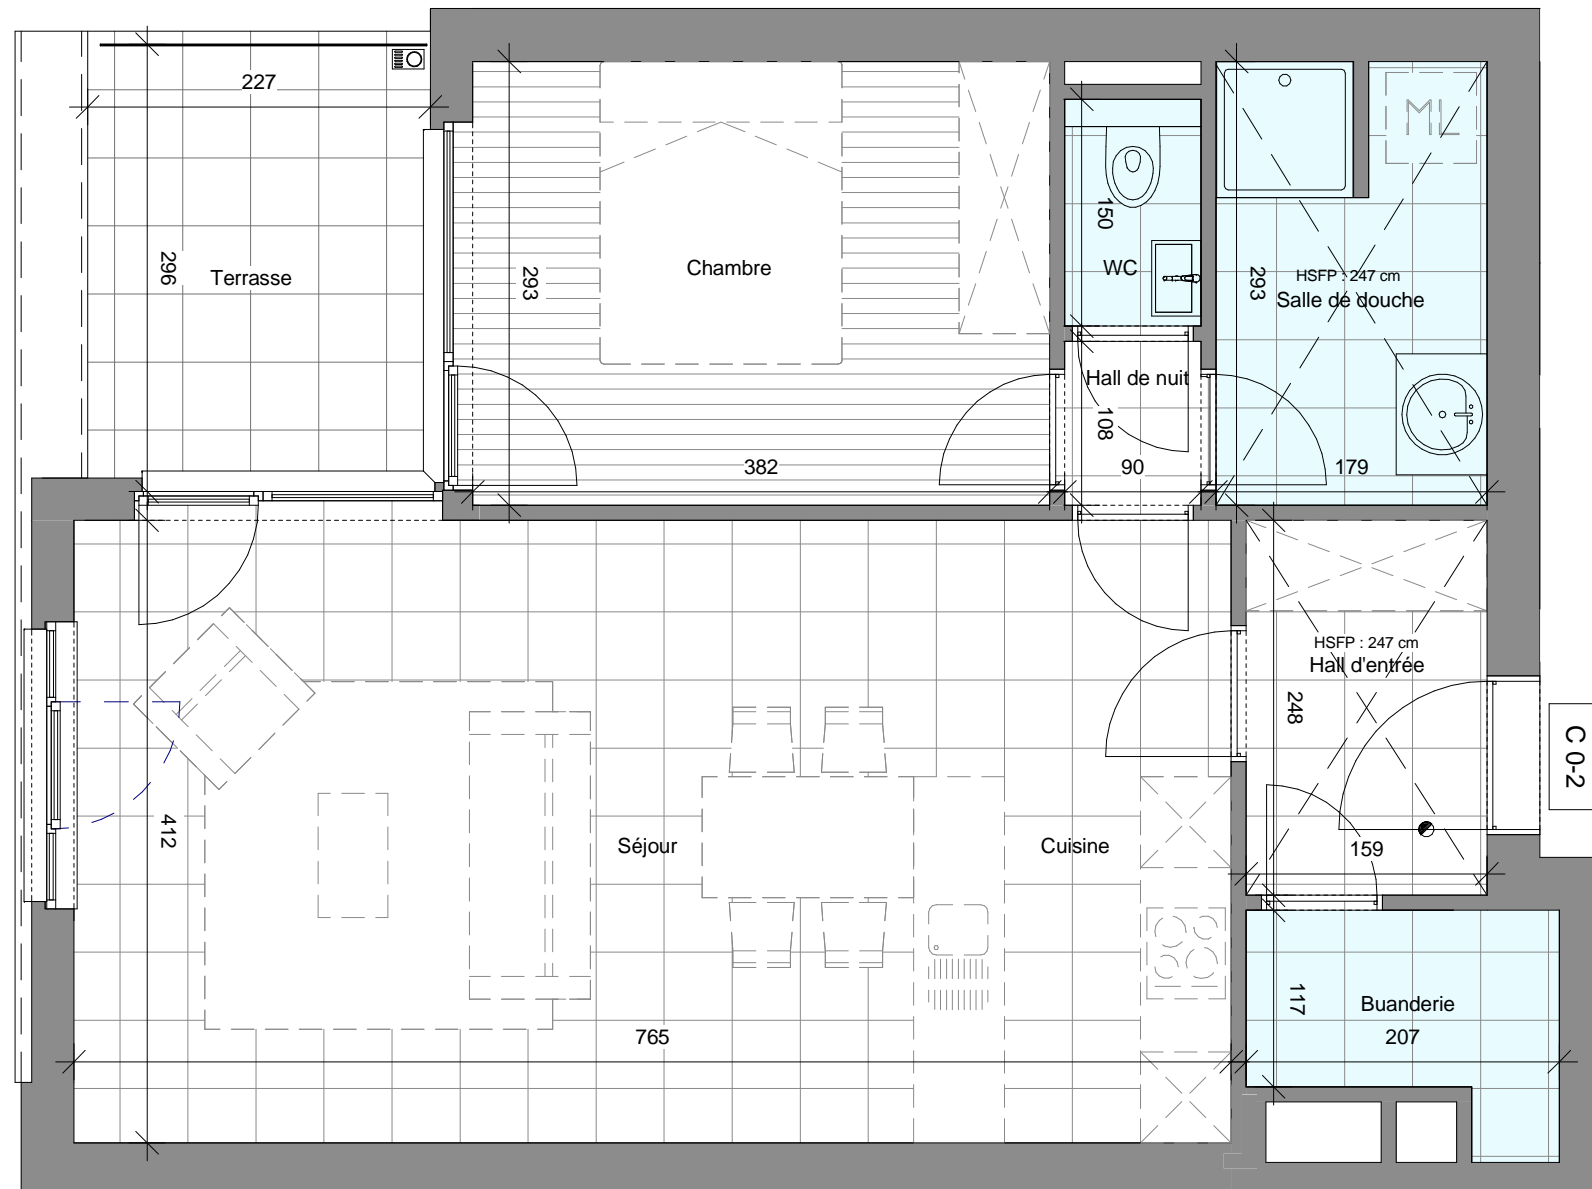 227
296
Terrasse
293
Chambre
382
150
WC
Hall de nuit
108
90
ML
HSFP : 247 cm
293
Salle de douche
179
HSFP : 247 cm
Hall d'entrée
248
159
C 0-2
412
Séjour
Cuisine
765
117
Buanderie
207